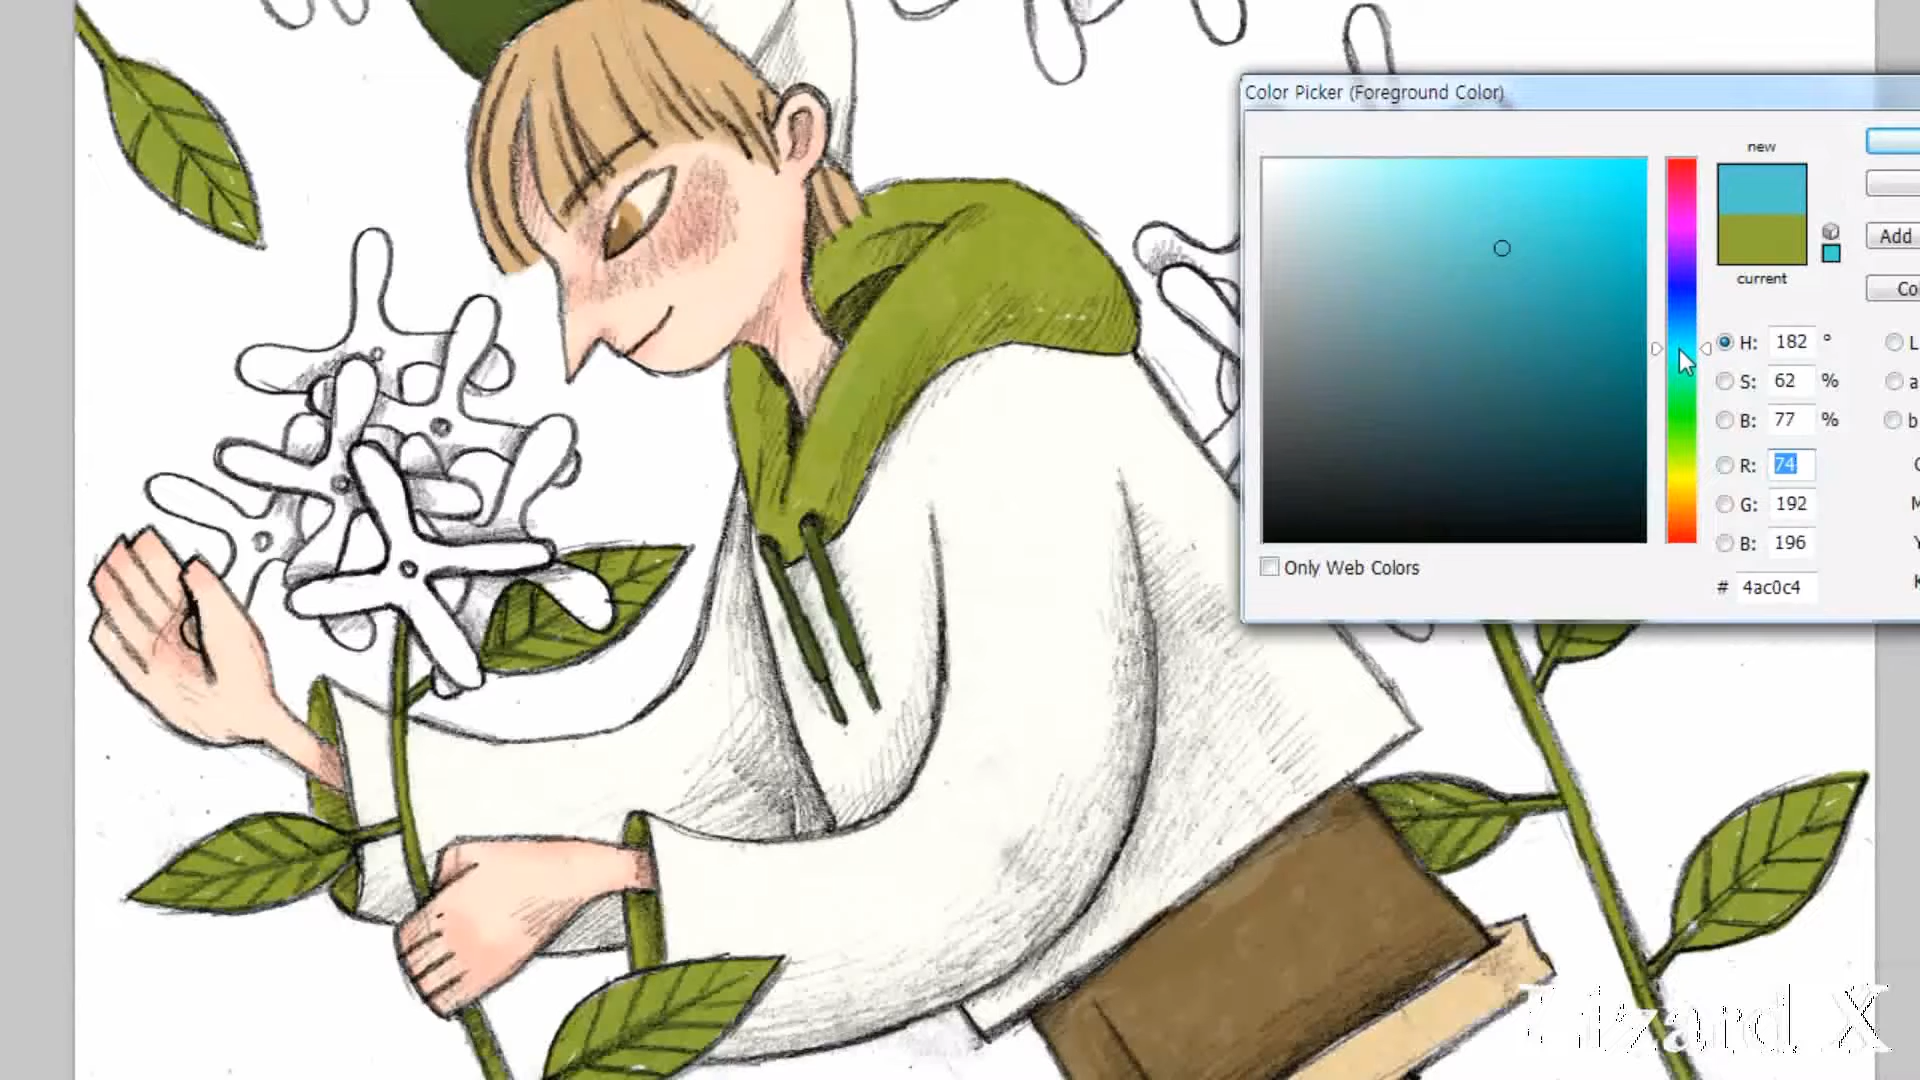 Color Picker (Foreground Color)
new
current
Add
Co
H: 182 °
S: 62 %
B: 77 %
R: 74
G: 192
B: 196
# 4ac0c4
L
a
b
Only Web Colors
Lizard X